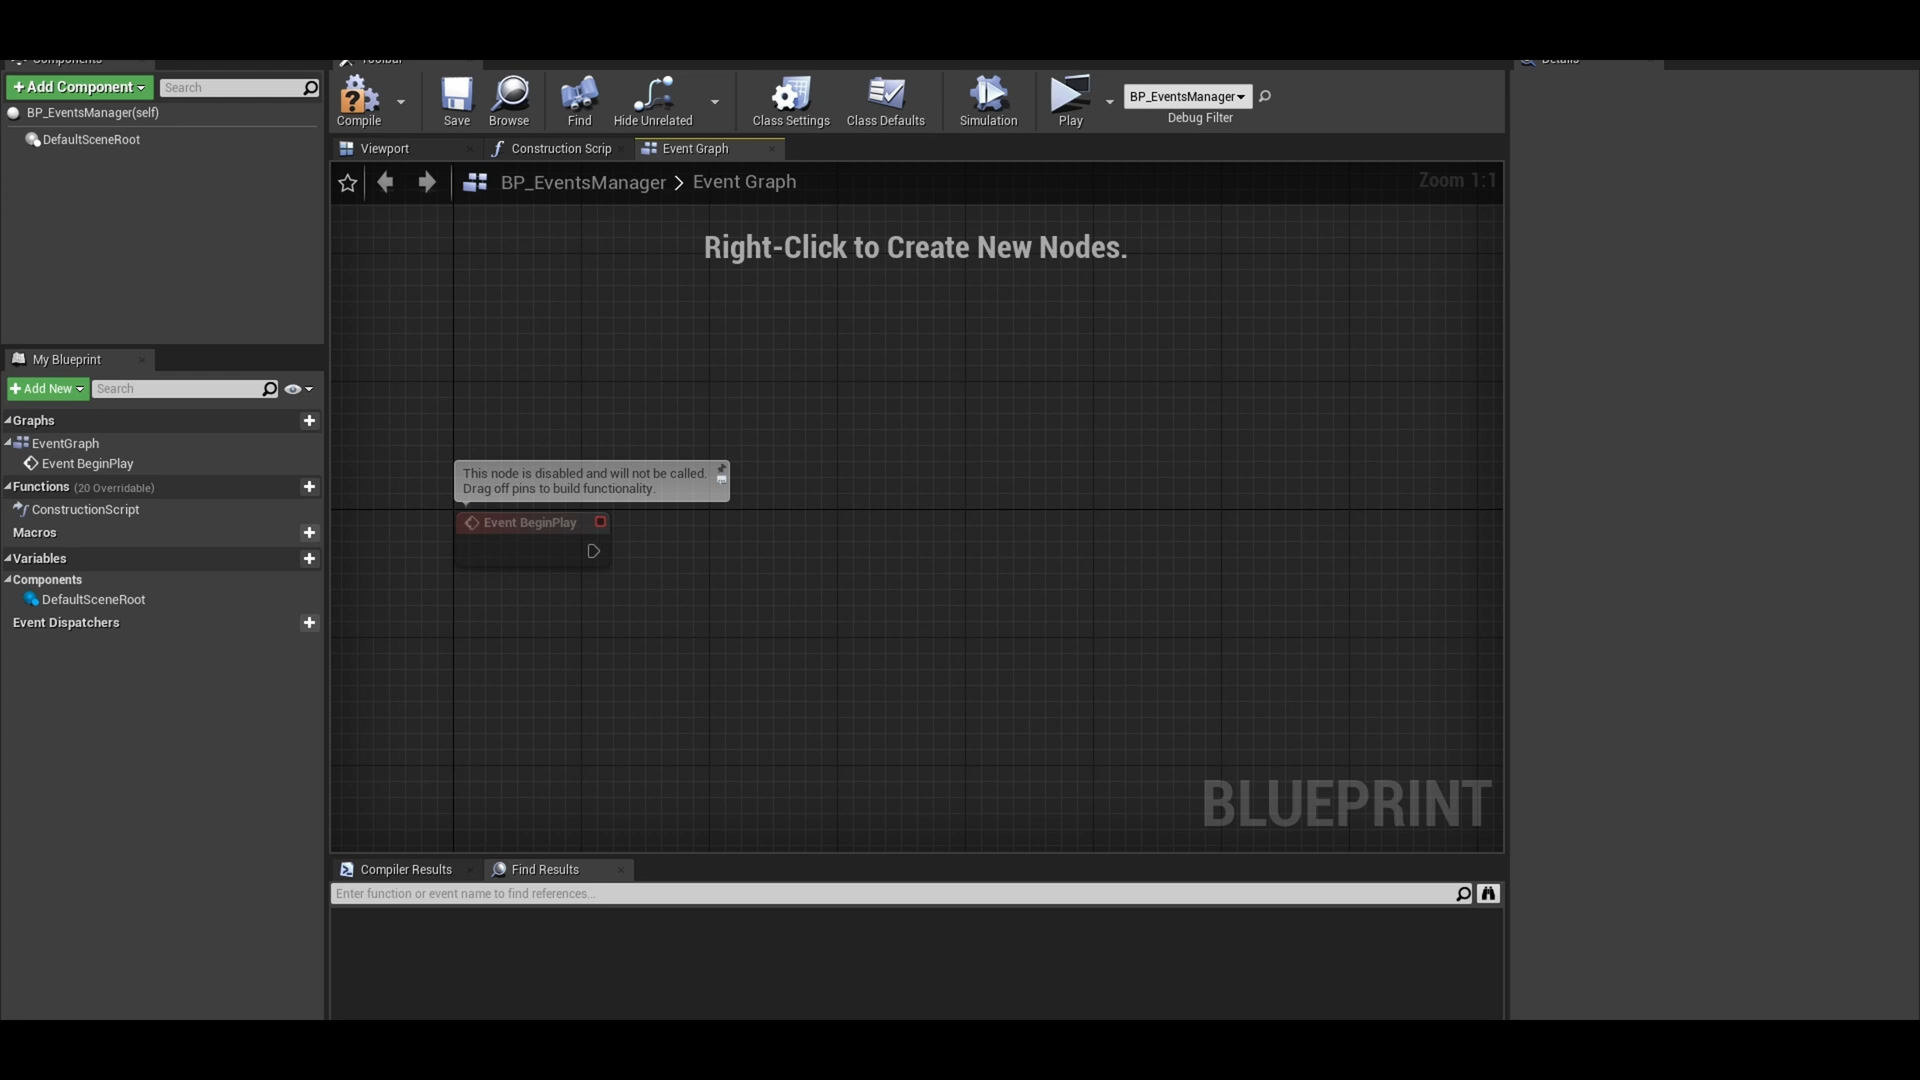 Components
Toolbar
Details
+Add Component
Search
Compile
Save
Browse
Find
Hide Unrelated
Class Settings
Class Defaults
Simulation
Play
BP_EventsManager
Debug Filter
BP_EventsManager(self)
DefaultSceneRoot
Viewport
Construction Scrip
Event Graph
BP_EventsManager > Event Graph
Zoom 1:1
Right-Click to Create New Nodes.
My Blueprint
+Add New
Search
Graphs
EventGraph
Event BeginPlay
Functions (20 Overridable)
ConstructionScript
Macros
Variables
Components
DefaultSceneRoot
Event Dispatchers
This node is disabled and will not be called.
Drag off pins to build functionality.
Event BeginPlay
BLUEPRINT
Compiler Results
Find Results
Enter function or event name to find references...